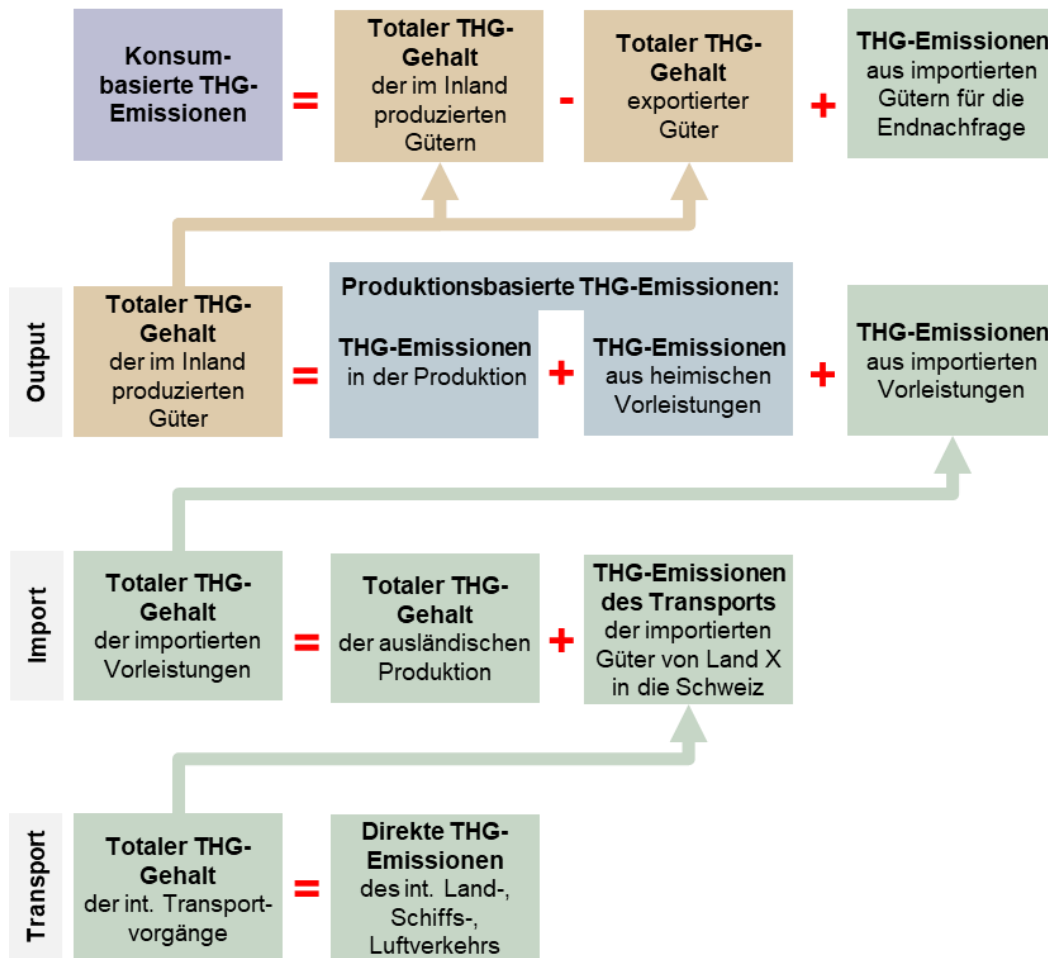 Konsum-
basierte THG-
Emissionen
=
Totaler THG-
Gehalt
der im Inland
produzierten
Gütern
-
Totaler THG-
Gehalt
exportierter
Güter
+
THG-Emissionen
aus importierten
Gütern für die
Endnachfrage
Output
Totaler THG-
Gehalt
der im Inland
produzierten
Güter
=
Produktionsbasierte THG-Emissionen:
THG-Emissionen
in der Produktion
+
THG-Emissionen
aus heimischen
Vorleistungen
+
THG-Emissionen
aus importierten
Vorleistungen
Import
Totaler THG-
Gehalt
der importierten
Vorleistungen
=
Totaler THG-
Gehalt
der ausländischen
Produktion
+
THG-Emissionen
des Transports
der importierten
Güter von Land X
in die Schweiz
Transport
Totaler THG-
Gehalt
der int. Transport-
vorgänge
=
Direkte THG-
Emissionen
des int. Land-,
Schiffs-,
Luftverkehrs